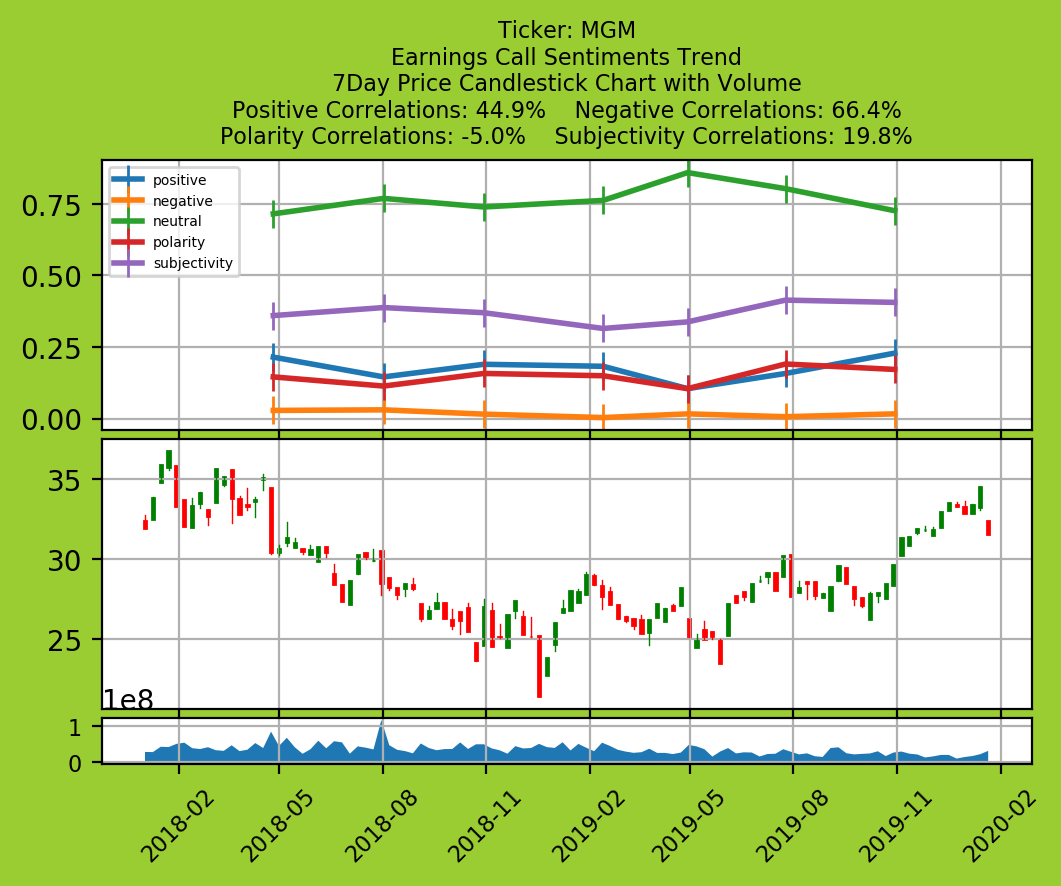 Ticker: MGM
Earnings Call Sentiments Trend
7Day Price Candlestick Chart with Volume
Positive Correlations: 44.9%    Negative Correlations: 66.4%
Polarity Correlations: -5.0%    Subjectivity Correlations: 19.8%
positive
negative
neutral
polarity
subjectivity
0.75
0.50
0.25
0.00
35
30
25
1e8
1
0
2018-02
2018-05
2018-08
2018-11
2019-02
2019-05
2019-08
2019-11
2020-02